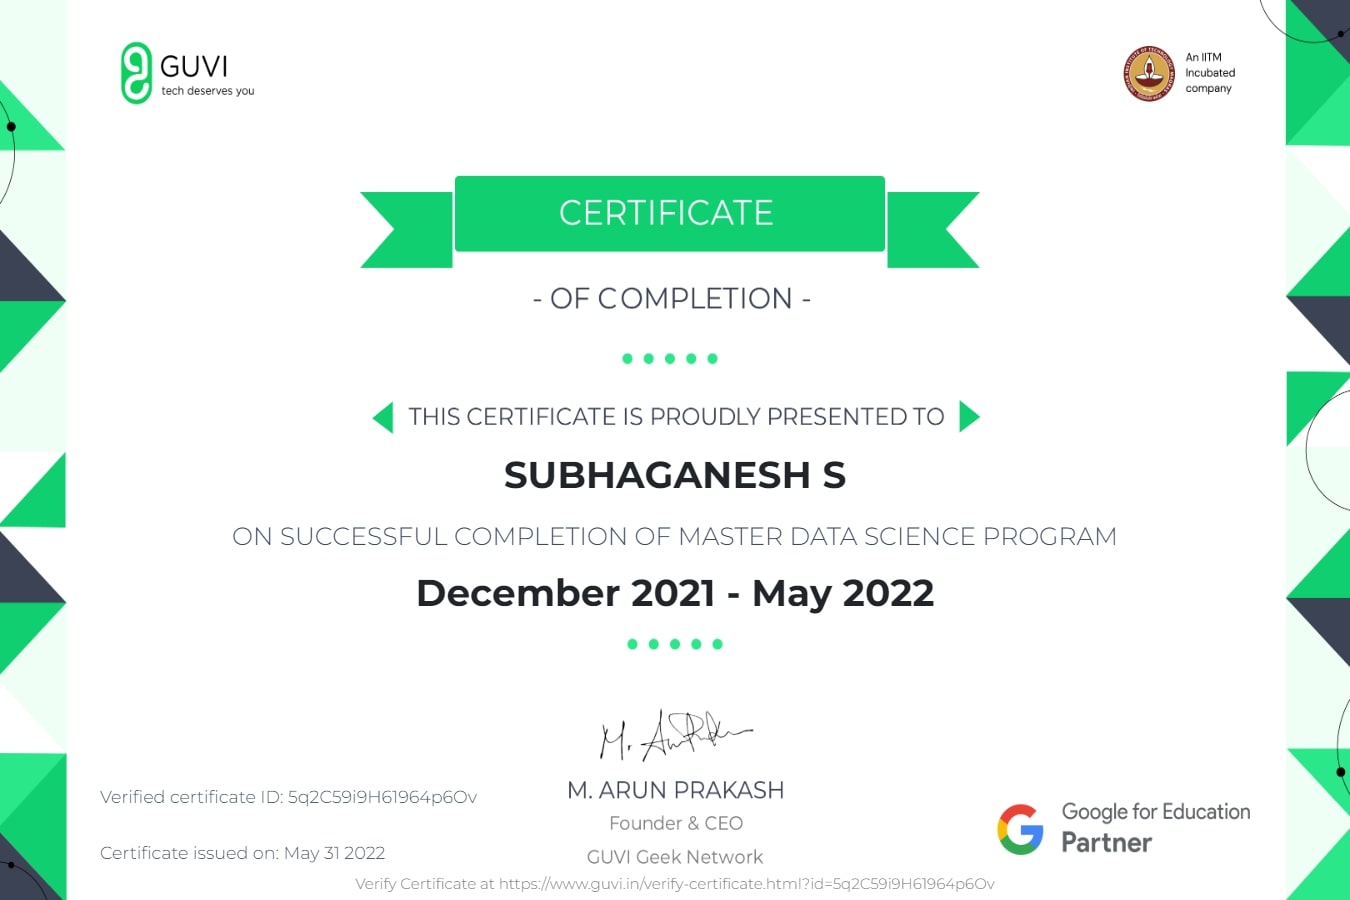 GUVI
tech deserves you
An IITM
Incubated
company
CERTIFICATE
- OF COMPLETION -
THIS CERTIFICATE IS PROUDLY PRESENTED TO
SUBHAGANESH S
ON SUCCESSFUL COMPLETION OF MASTER DATA SCIENCE PROGRAM
December 2021 - May 2022
M. ARUN PRAKASH
Founder & CEO
GUVI Geek Network
Verified certificate ID: 5q2C59i9H61964p6Ov
Certificate issued on: May 31 2022
Google for Education
Partner
Verify Certificate at https://www.guvi.in/verify-certificate.html?id=5q2C59i9H61964p6Ov